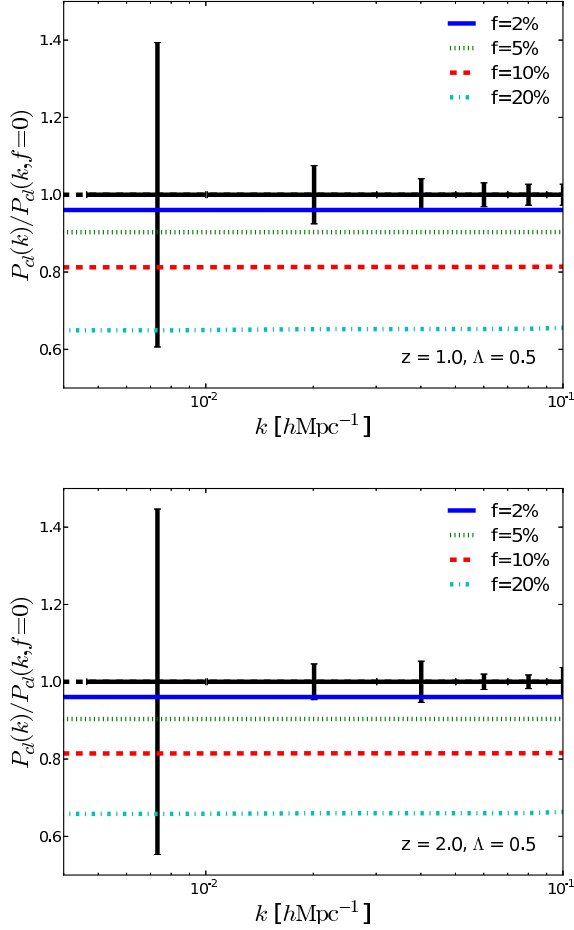 1.4
1.2
1.0
0.8
0.6
P_cl(k)/P_cl(k,f=0)
f=2%
f=5%
f=10%
f=20%
z = 1.0, Λ = 0.5
10⁻²
10⁻¹
k [hMpc⁻¹]
1.4
1.2
1.0
0.8
0.6
P_cl(k)/P_cl(k,f=0)
f=2%
f=5%
f=10%
f=20%
z = 2.0, Λ = 0.5
10⁻²
10⁻¹
k [hMpc⁻¹]